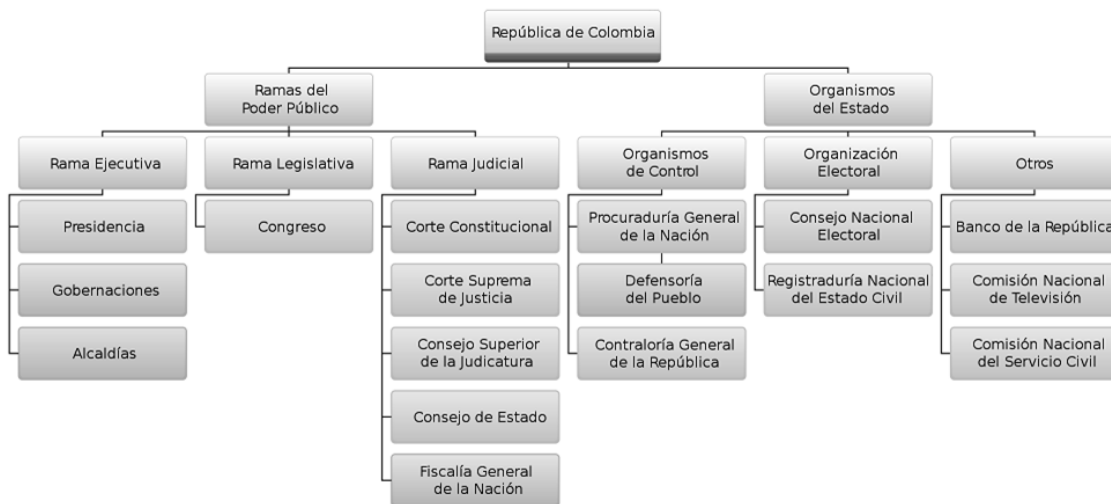 República de Colombia
Ramas del
Poder Público
Organismos
del Estado
Rama Ejecutiva
Rama Legislativa
Rama Judicial
Organismos
de Control
Organización
Electoral
Otros
Presidencia
Gobernaciones
Alcaldías
Congreso
Corte Constitucional
Corte Suprema
de Justicia
Consejo Superior
de la Judicatura
Consejo de Estado
Fiscalía General
de la Nación
Procuraduría General
de la Nación
Defensoría
del Pueblo
Contraloría General
de la República
Consejo Nacional
Electoral
Registraduría Nacional
del Estado Civil
Banco de la República
Comisión Nacional
de Televisión
Comisión Nacional
del Servicio Civil